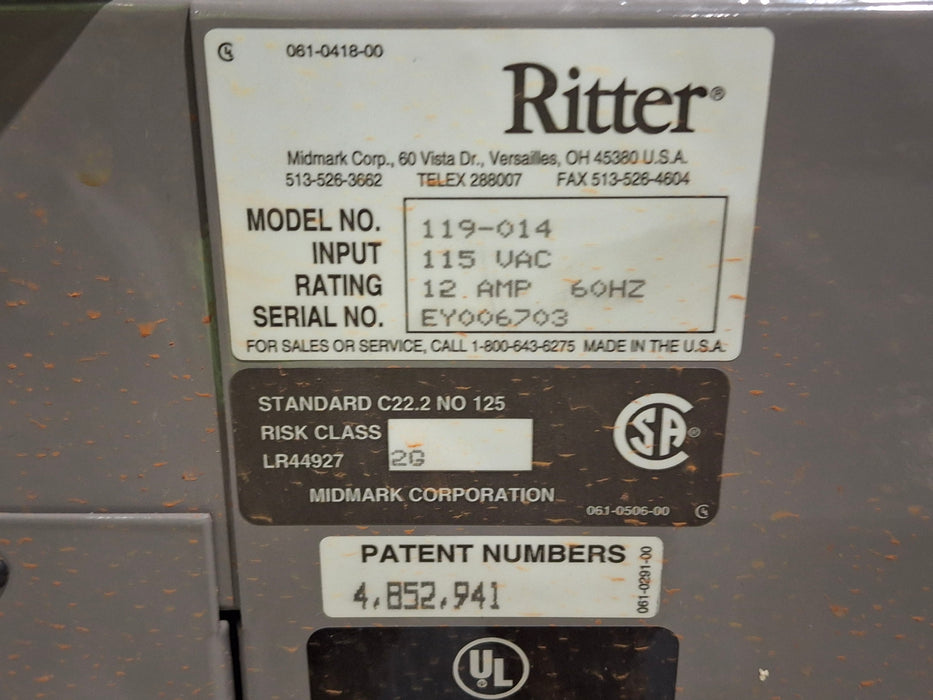 061-0418-00
Ritter®
Midmark Corp., 60 Vista Dr., Versailles, OH 45380 U.S.A.
513-526-3662 TELEX 288007 FAX 513-526-4604
MODEL NO. 119-014
INPUT 115 VAC
RATING 12 AMP 60HZ
SERIAL NO. EY006703
FOR SALES OR SERVICE, CALL 1-800-643-6275 MADE IN THE U.S.A.
STANDARD C22.2 NO 125
RISK CLASS
LR44927 2G
CSA®
MIDMARK CORPORATION
061-0506-00
PATENT NUMBERS
4,852,941
061-0291-00
UL